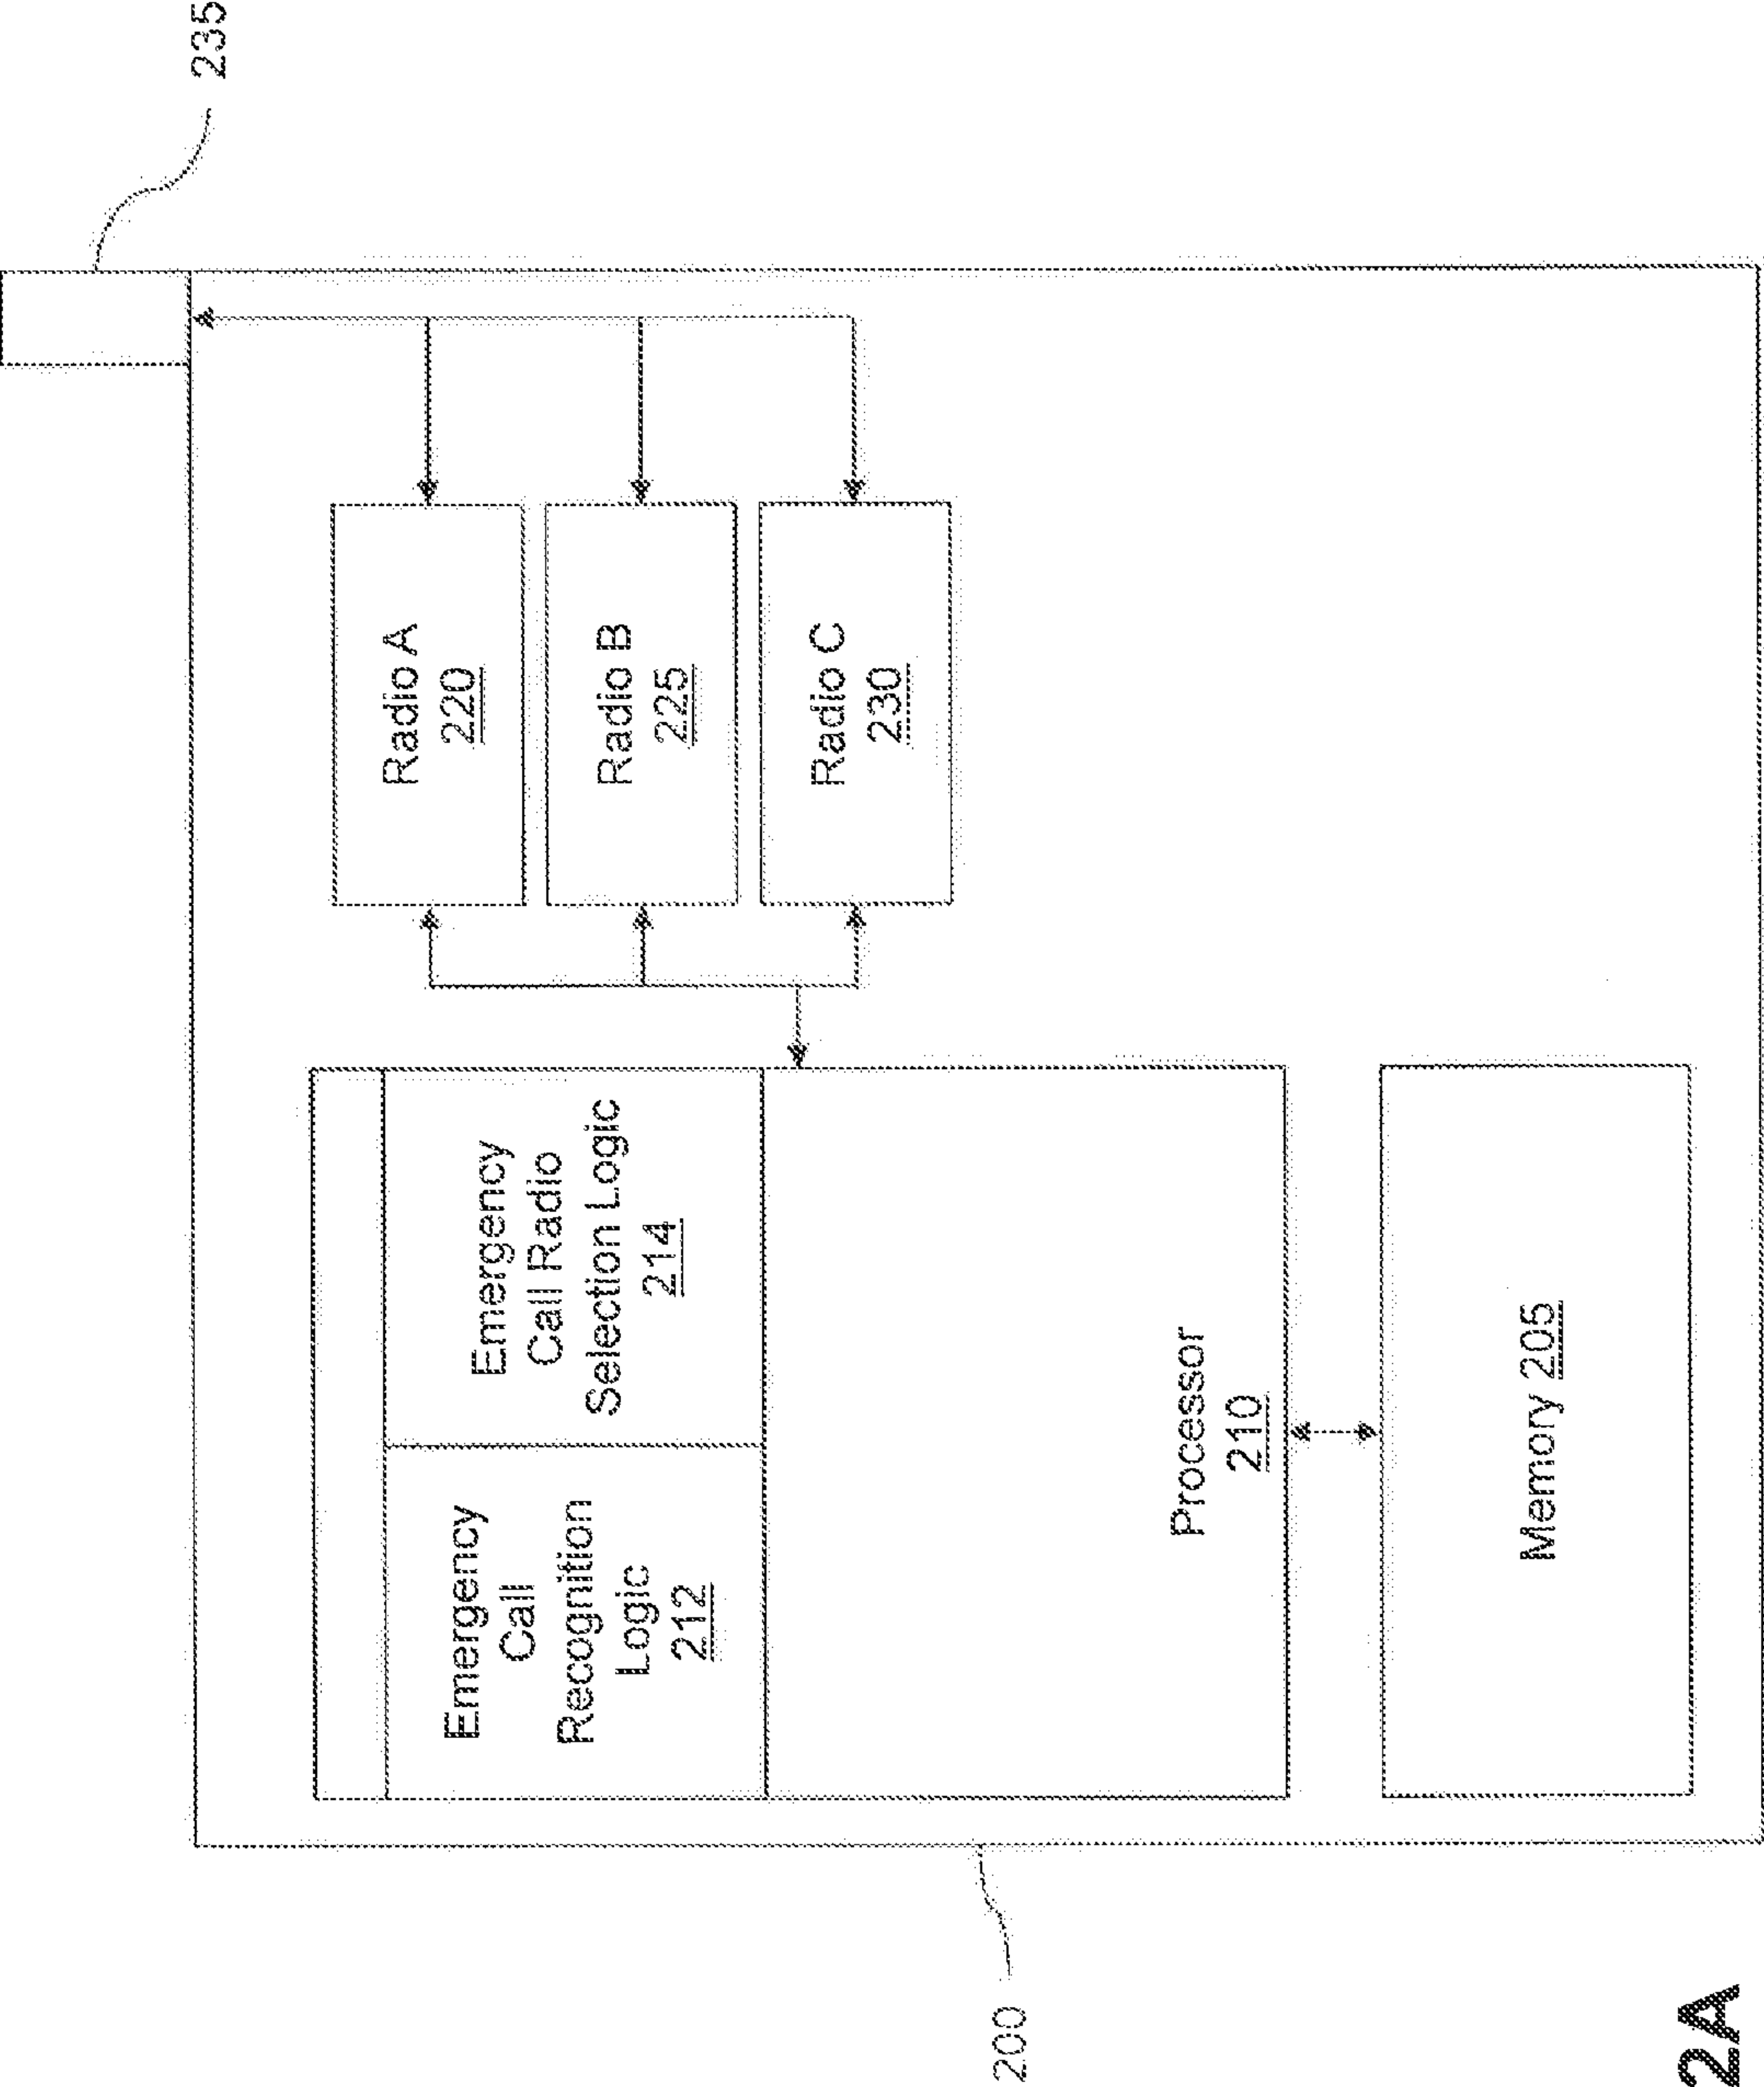 235
Radio A
220
Radio B
225
Radio C
230
Emergency
Call Radio
Selection Logic
214
Emergency
Call
Recognition
Logic
212
Processor
210
Memory 205
200
2A